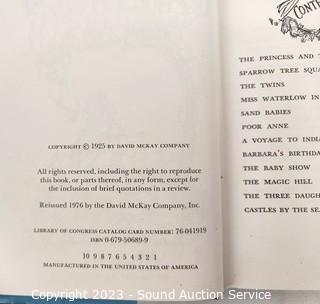 CONTE
COPYRIGHT © 1925 BY DAVID MCKAY COMPANY
All rights reserved, including the right to reproduce
this book, or parts thereof, in any form, except for
the inclusion of brief quotations in a review.
Reissued 1976 by the David McKay Company, Inc.
LIBRARY OF CONGRESS CATALOG CARD NUMBER: 76-041919
ISBN 0-679-50689-9
10 9 8 7 6 5 4 3 2 1
MANUFACTURED IN THE UNITED STATES OF AMERICA
THE PRINCESS AND T
SPARROW TREE SQUA
THE TWINS
MISS WATERLOW IN
SAND BABIES
POOR ANNE
A VOYAGE TO INDIA
BARBARA'S BIRTHDA
THE BABY SHOW
THE MAGIC HILL
THE THREE DAUGH
CASTLES BY THE SEA
Copyright © 2023 - Sound Auction Service